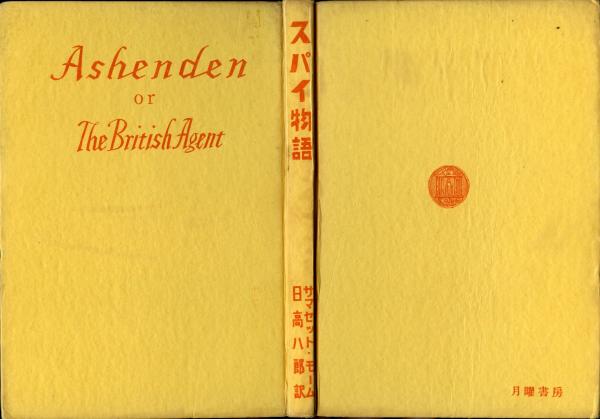 Ashenden
or
The British Agent
スパイ物語
サマセット・モーム
日高八郎訳
月曜書房